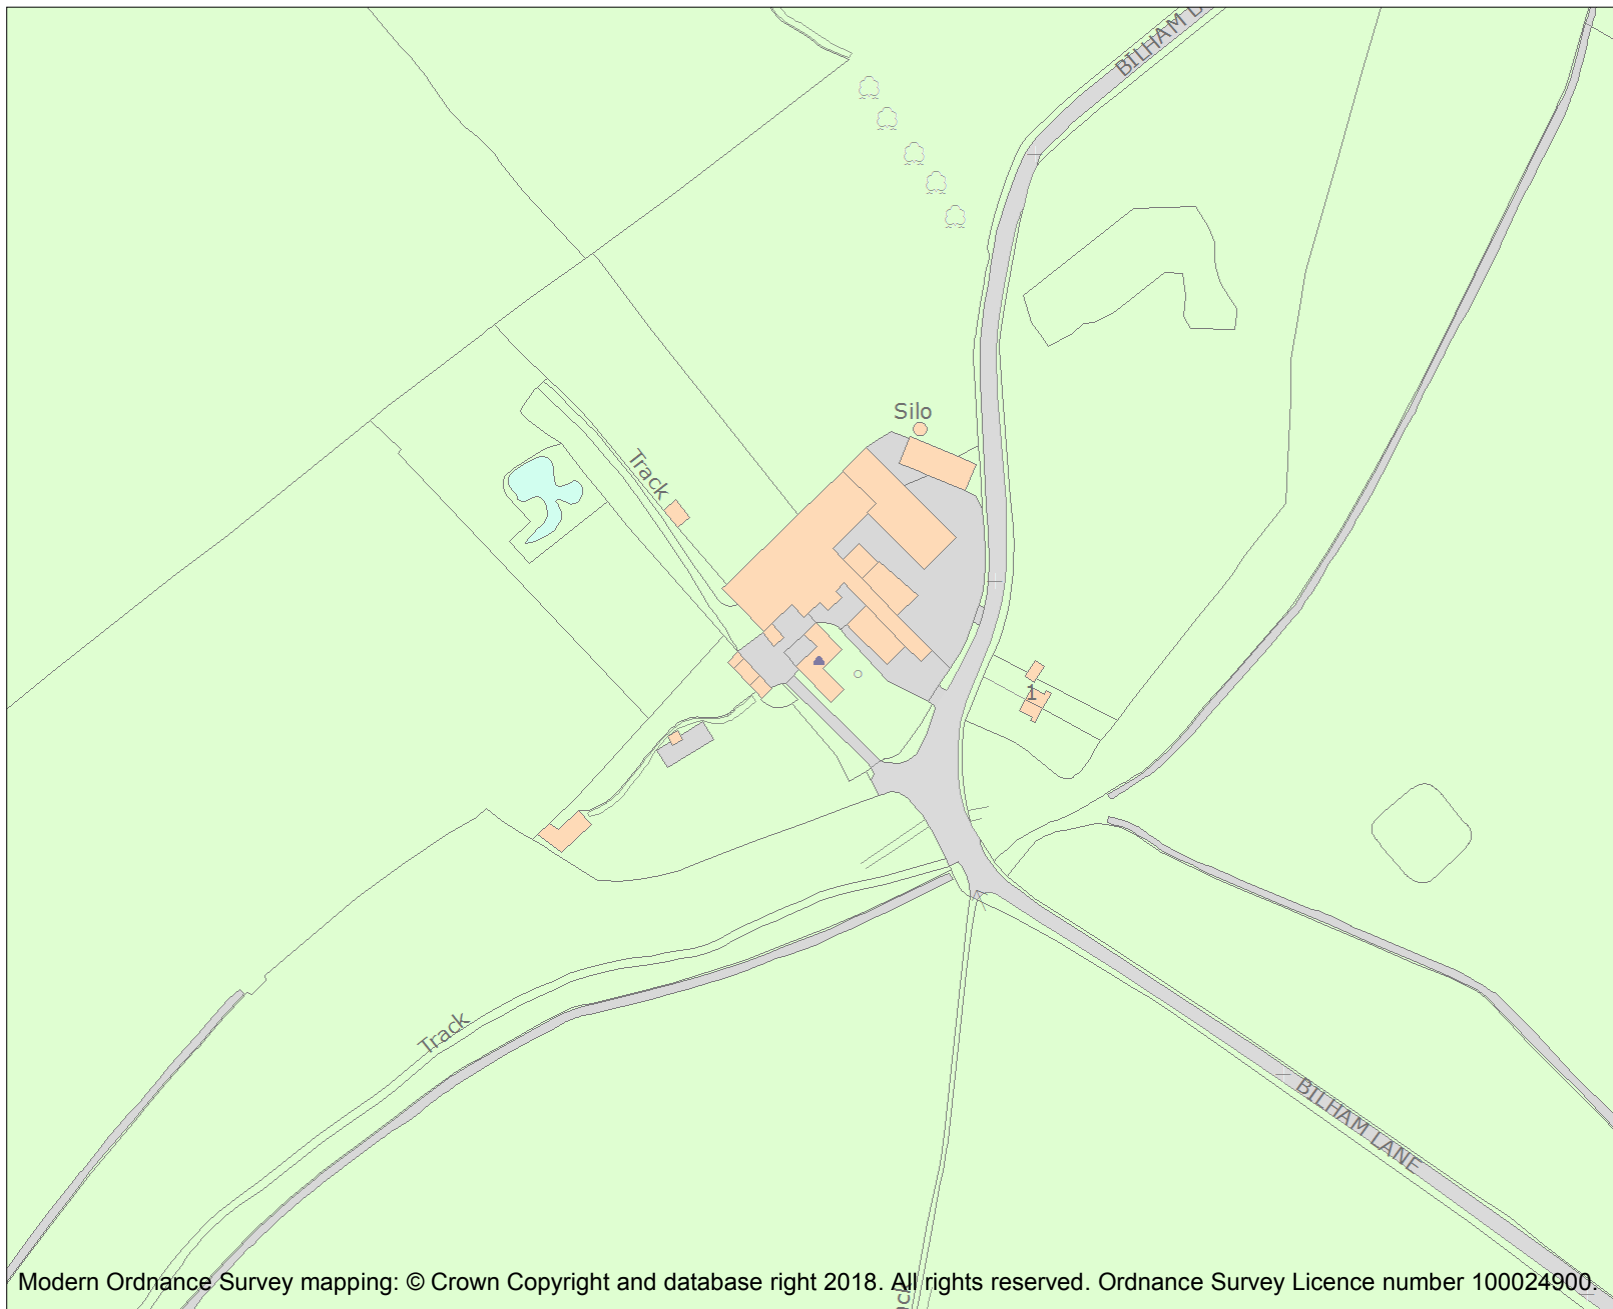 BILHAM
Silo
Track
1
Track
BILHAM LANE
Modern Ordnance Survey mapping: © Crown Copyright and database right 2018. All rights reserved. Ordnance Survey Licence number 100024900.